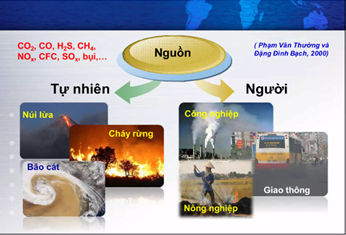 CO2, CO, H2S, CH4,
NOX, CFC, SOX, bụi,…
Nguồn
( Phạm Văn Thưởng và
Đặng Đình Bạch, 2000)
Tự nhiên
Người
Núi lửa
Cháy rừng
Bão cát
Công nghiệp
Giao thông
Nông nghiệp